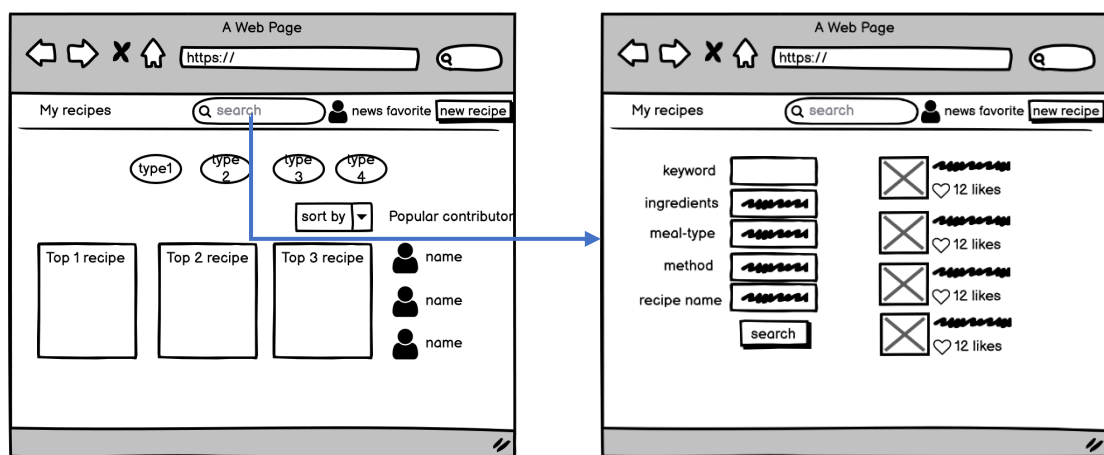 A Web Page
https://
My recipes
search
news favorite
new recipe
type1
type 2
type 3
type 4
sort by
Popular contributor
Top 1 recipe
Top 2 recipe
Top 3 recipe
name
name
name
A Web Page
https://
My recipes
search
news favorite
new recipe
keyword
ingredients
meal-type
method
recipe name
search
12 likes
12 likes
12 likes
12 likes